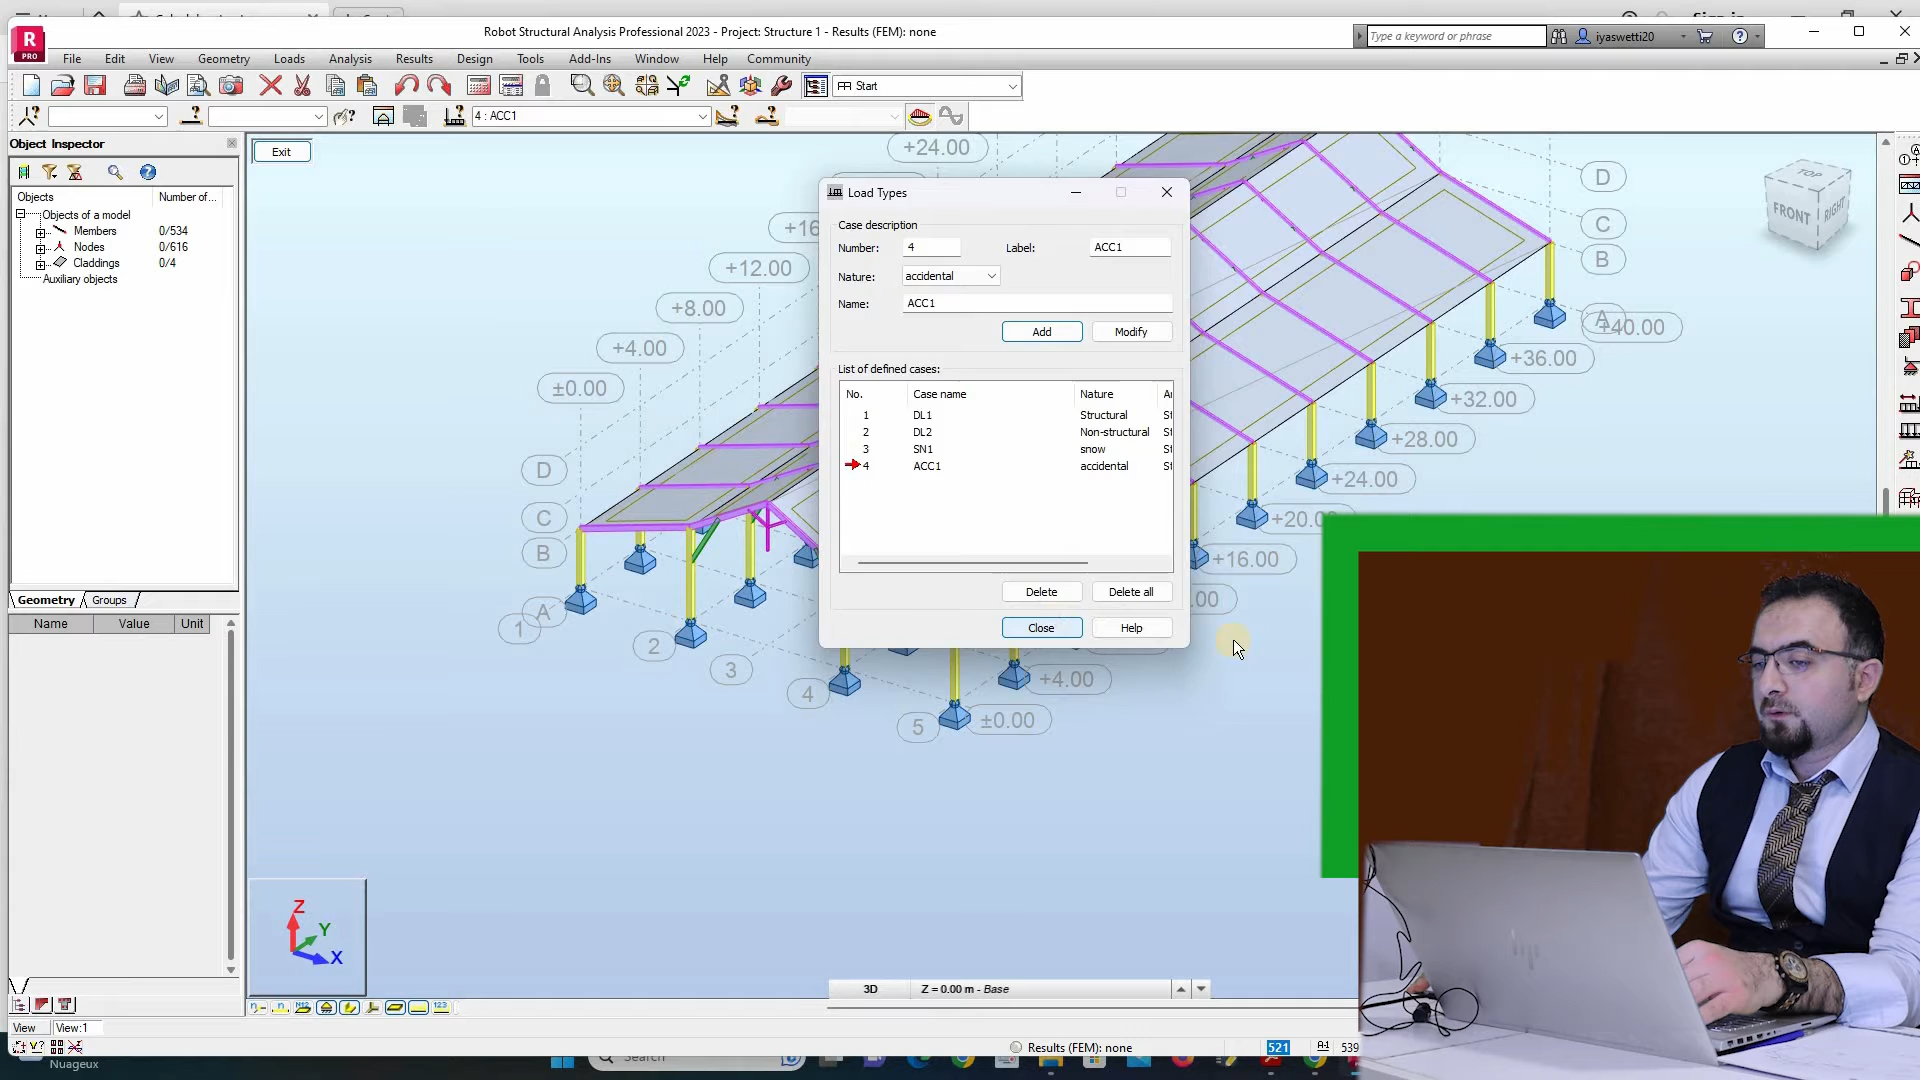 Robot Structural Analysis Professional 2023 - Project: Structure 1 - Results (FEM): none
Type a keyword or phrase
iyaswetti20
R
PRO
File Edit View Geometry Loads Analysis Results Design Tools Add-Ins Window Help Community
Start
4 : ACC1
Object Inspector
Exit
Objects Number of...
Objects of a model
Members 0/534
Nodes 0/616
Claddings 0/4
Auxiliary objects
Geometry Groups
Name Value Unit
Load Types
Case description
Number: 4 Label: ACC1
Nature: accidental
Name: ACC1
Add Modify
List of defined cases:
No. Case name Nature
1 DL1 Structural
2 DL2 Non-structural
3 SN1 snow
4 ACC1 accidental
Delete Delete all
Close Help
+24.00
+12.00
+8.00
+4.00
±0.00
D
C
B
A
1
2
3
4
5
±0.00
+4.00
+16.00
+24.00
+28.00
+32.00
+36.00
+40.00
D
C
B
A
TOP
FRONT
RIGHT
Z
Y
X
3D Z = 0.00 m - Base
View View:1
Results (FEM): none
521
539
Search
Nuageux